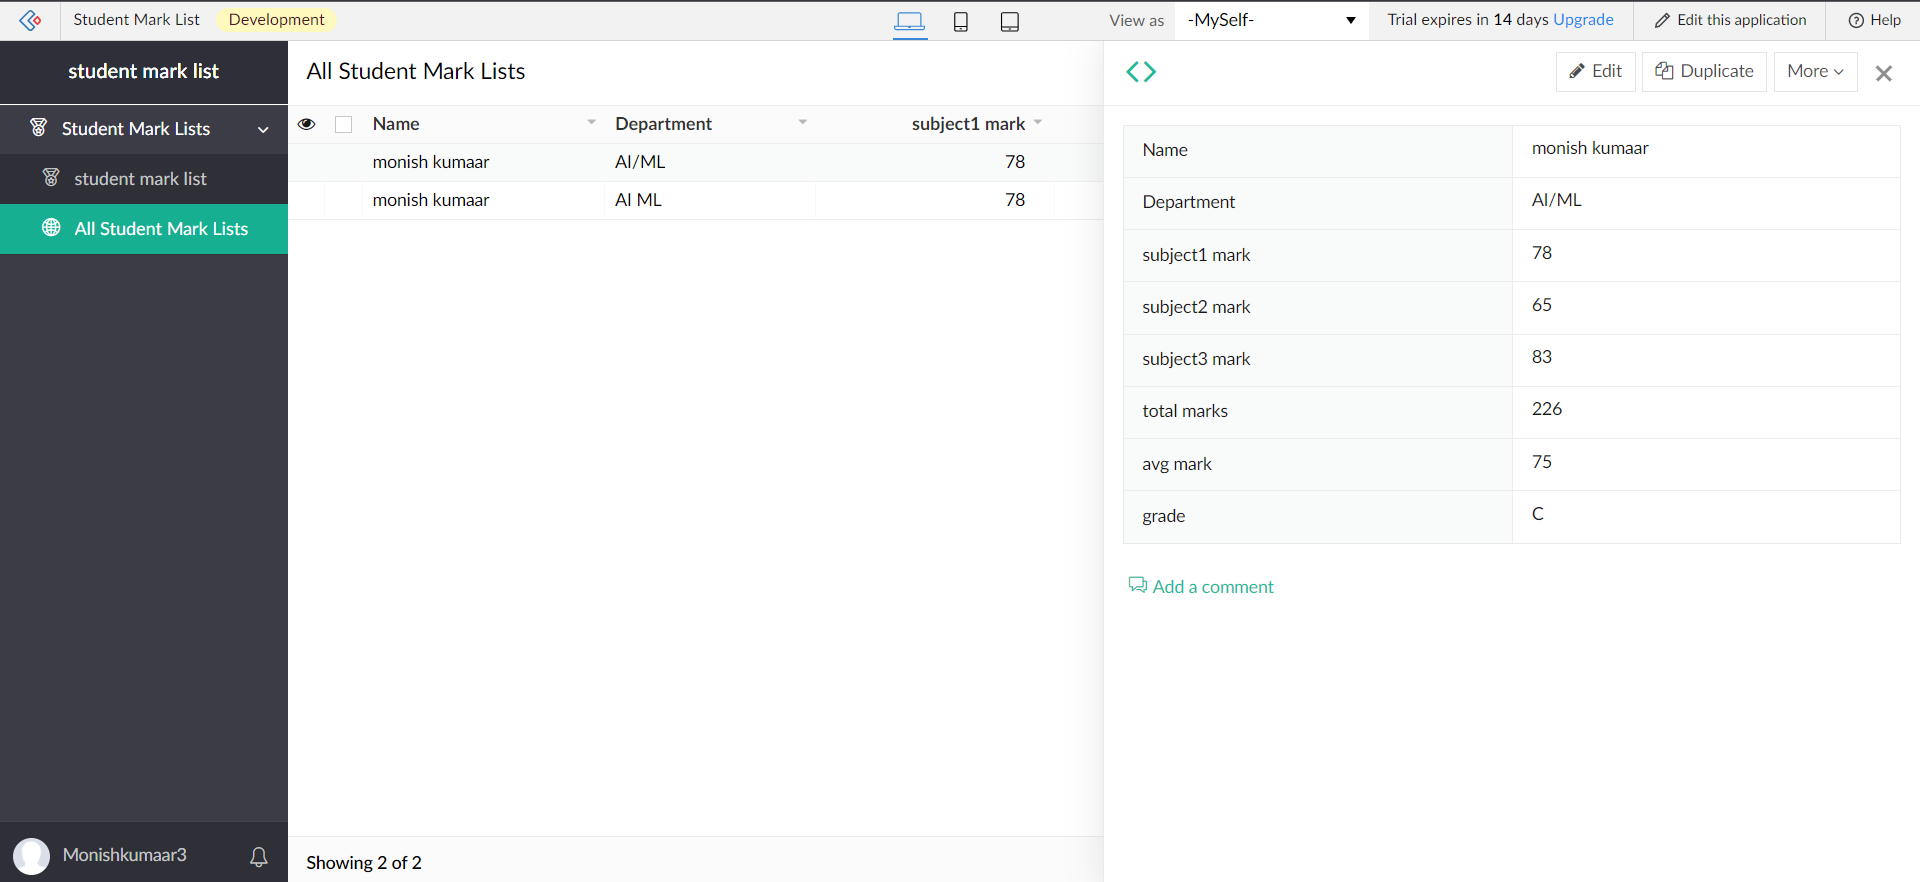 Student Mark List Development View as -MySelf- Trial expires in 14 days Upgrade Edit this application Help
student mark list
Student Mark Lists
student mark list
All Student Mark Lists
Monishkumaar3
All Student Mark Lists
Name Department subject1 mark
monish kumaar AI/ML 78
monish kumaar AI ML 78
Showing 2 of 2
Edit Duplicate More
Name monish kumaar
Department AI/ML
subject1 mark 78
subject2 mark 65
subject3 mark 83
total marks 226
avg mark 75
grade C
Add a comment